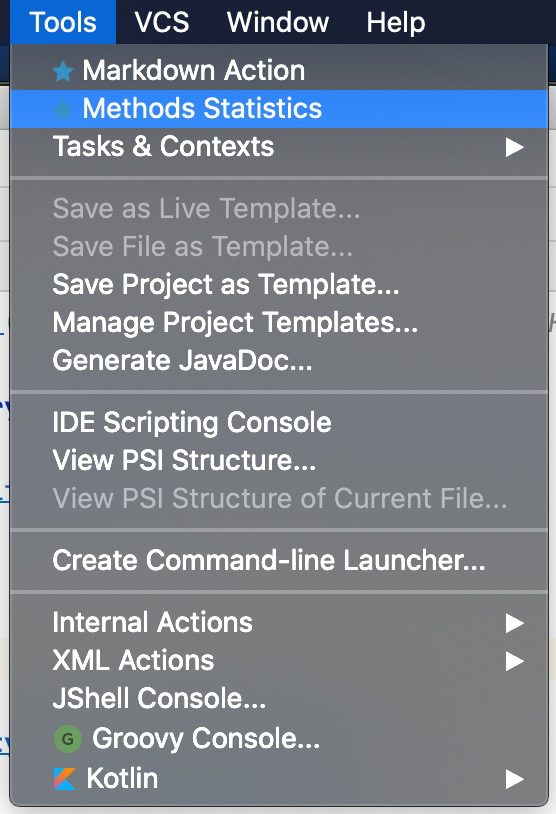 Tools VCS Window Help
Markdown Action
Methods Statistics
Tasks & Contexts
Save as Live Template...
Save File as Template...
Save Project as Template...
Manage Project Templates...
Generate JavaDoc...
IDE Scripting Console
View PSI Structure...
View PSI Structure of Current File...
Create Command-line Launcher...
Internal Actions
XML Actions
JShell Console...
G Groovy Console...
Kotlin